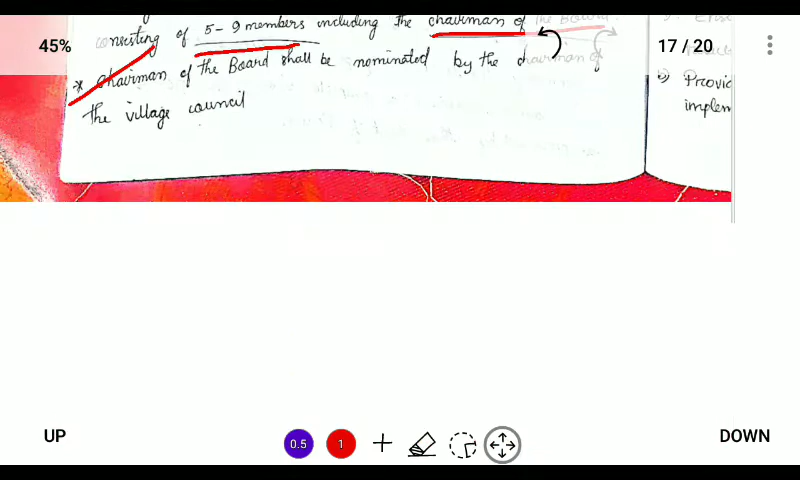 consisting of 5-9 members including the chairman of the Board.
* Chairman of the Board shall be nominated by the chairman of
the village council
Provid
implem
45%
17 / 20
UP
0.5
1
DOWN